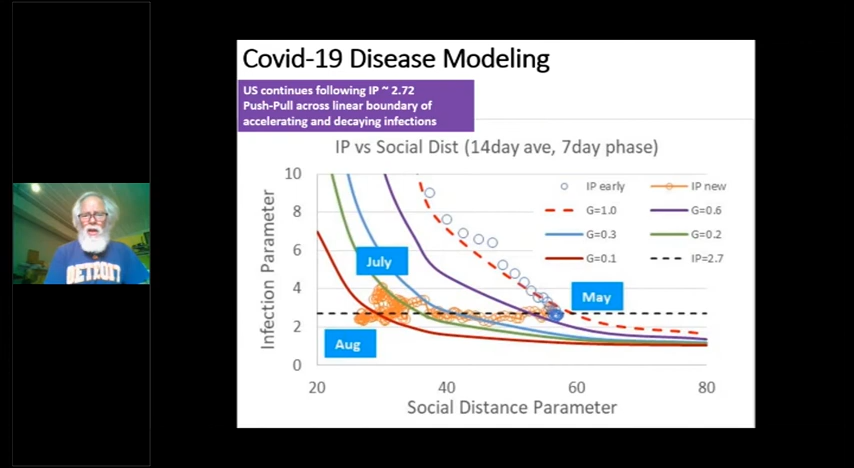 Covid-19 Disease Modeling
US continues following IP ~ 2.72
Push-Pull across linear boundary of
accelerating and decaying infections
IP vs Social Dist (14day ave, 7day phase)
Infection Parameter
10
8
6
4
2
0
IP early
IP new
G=1.0
G=0.6
G=0.3
G=0.2
G=0.1
IP=2.7
July
May
Aug
20
40
60
80
Social Distance Parameter
DETROIT